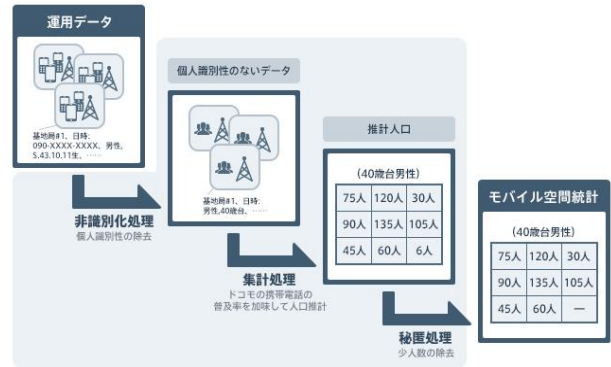 運用データ
基地局#1、日時:
090-XXXX-XXXX、男性,
S.43.10.11生、……
非識別化処理
個人識別性の除去
個人識別性のないデータ
基地局#1、日時:
男性,40歳台、……
集計処理
ドコモの携帯電話の
普及率を加味して人口推計
推計人口
(40歳台男性)
75人 120人 30人
90人 135人 105人
45人 60人 6人
秘匿処理
少人数の除去
モバイル空間統計
(40歳台男性)
75人 120人 30人
90人 135人 105人
45人 60人 ―